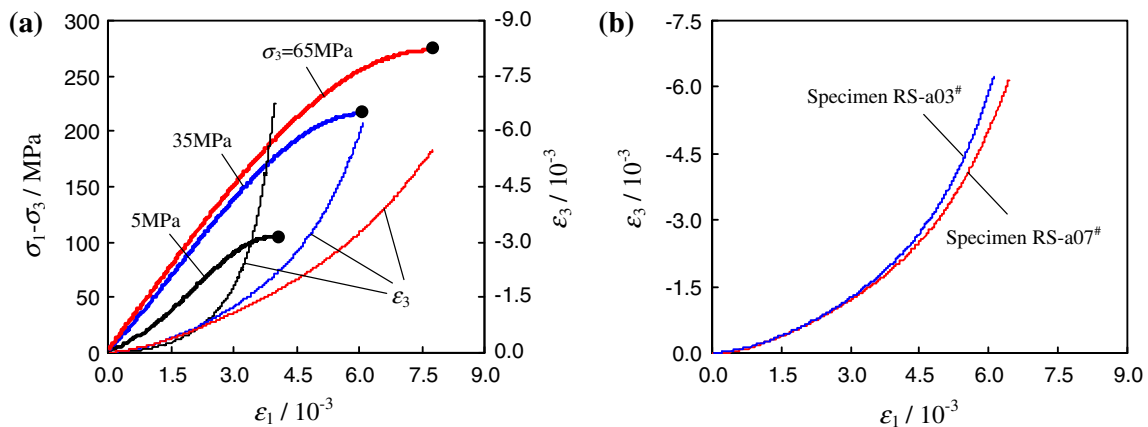 (a)
300
250
200
150
100
50
0
σ1-σ3 / MPa
-9.0
-7.5
-6.0
-4.5
-3.0
-1.5
0.0
ε3 / 10^-3
σ3=65MPa
35MPa
5MPa
ε3
0.0 1.5 3.0 4.5 6.0 7.5 9.0
ε1 / 10^-3
(b)
-7.5
-6.0
-4.5
-3.0
-1.5
0.0
ε3 / 10^-3
Specimen RS-a03#
Specimen RS-a07#
0.0 1.5 3.0 4.5 6.0 7.5 9.0
ε1 / 10^-3